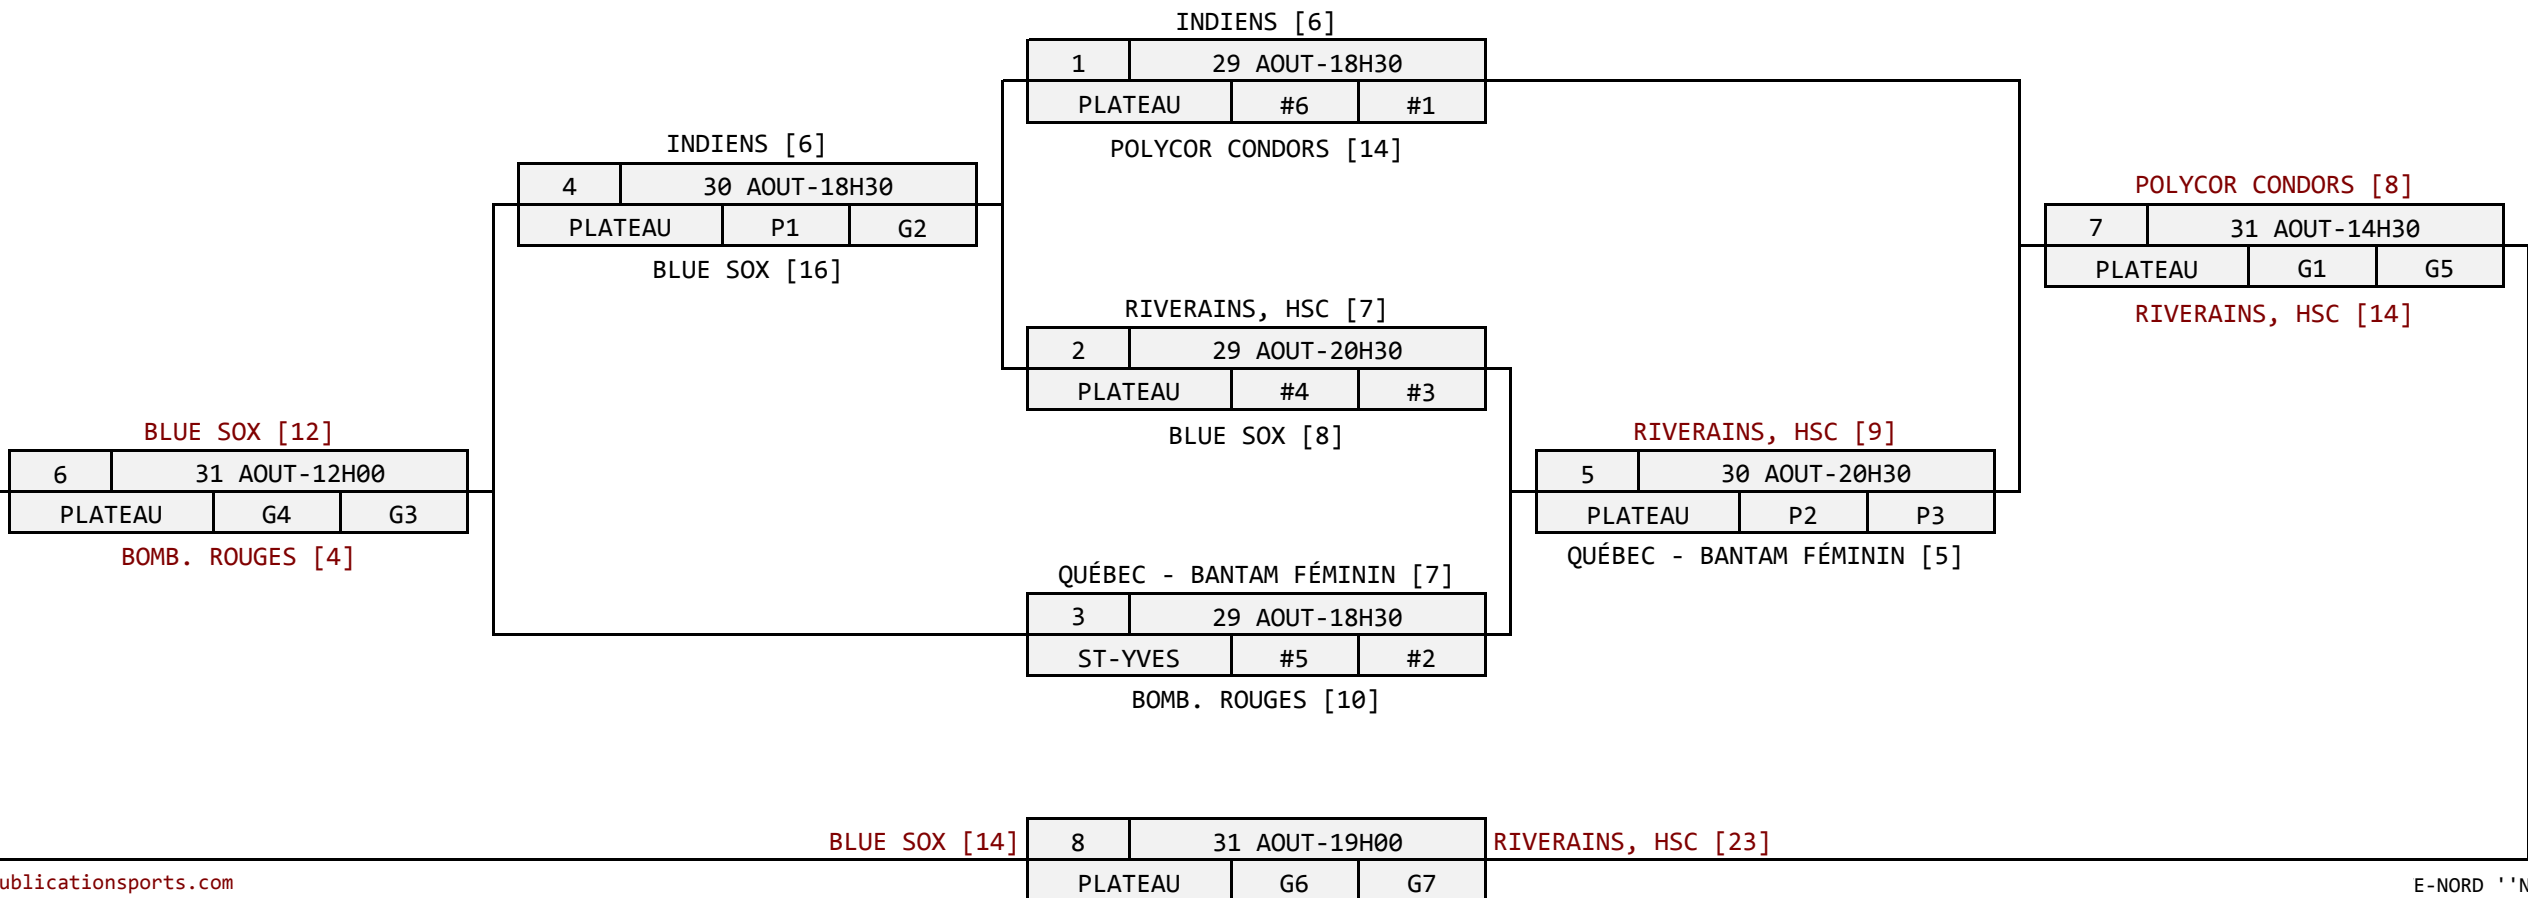 INDIENS [6]
1 29 AOUT-18H30
PLATEAU #6 #1
POLYCOR CONDORS [14]
INDIENS [6]
4 30 AOUT-18H30
PLATEAU P1 G2
BLUE SOX [16]
POLYCOR CONDORS [8]
7 31 AOUT-14H30
PLATEAU G1 G5
RIVERAINS, HSC [14]
RIVERAINS, HSC [7]
2 29 AOUT-20H30
PLATEAU #4 #3
BLUE SOX [8]
BLUE SOX [12]
6 31 AOUT-12H00
PLATEAU G4 G3
BOMB. ROUGES [4]
RIVERAINS, HSC [9]
5 30 AOUT-20H30
PLATEAU P2 P3
QUÉBEC - BANTAM FÉMININ [5]
QUÉBEC - BANTAM FÉMININ [7]
3 29 AOUT-18H30
ST-YVES #5 #2
BOMB. ROUGES [10]
BLUE SOX [14] 8 31 AOUT-19H00 RIVERAINS, HSC [23]
PLATEAU G6 G7
ublicationsports.com
E-NORD ''N